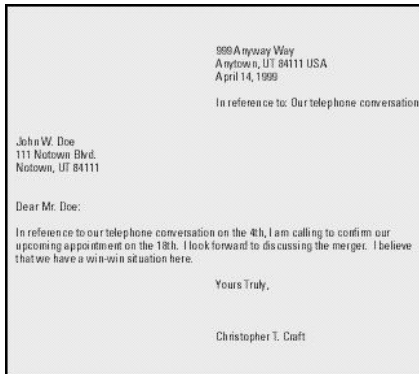 999 Anyway Way
Anytown, UT 84111 USA
April 14, 1999
In reference to: Our telephone conversation
John W. Doe
111 Notown Blvd.
Notown, UT 84111
Dear Mr. Doe:
In reference to our telephone conversation on the 4th, I am calling to confirm our
upcoming appointment on the 18th. I look forward to discussing the merger. I believe
that we have a win-win situation here.
Yours Truly,
Christopher T. Craft